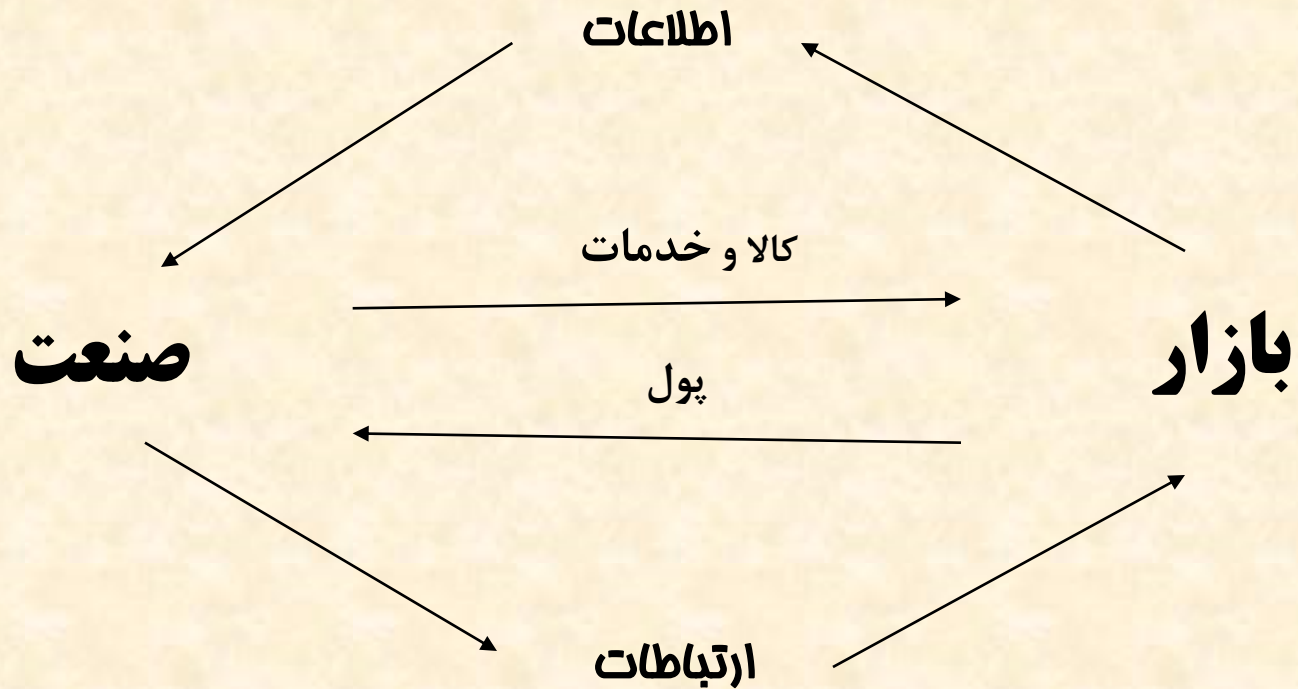 اطلاعات
کالا و خدمات
بازار
صنعت
پول
ارتباطات